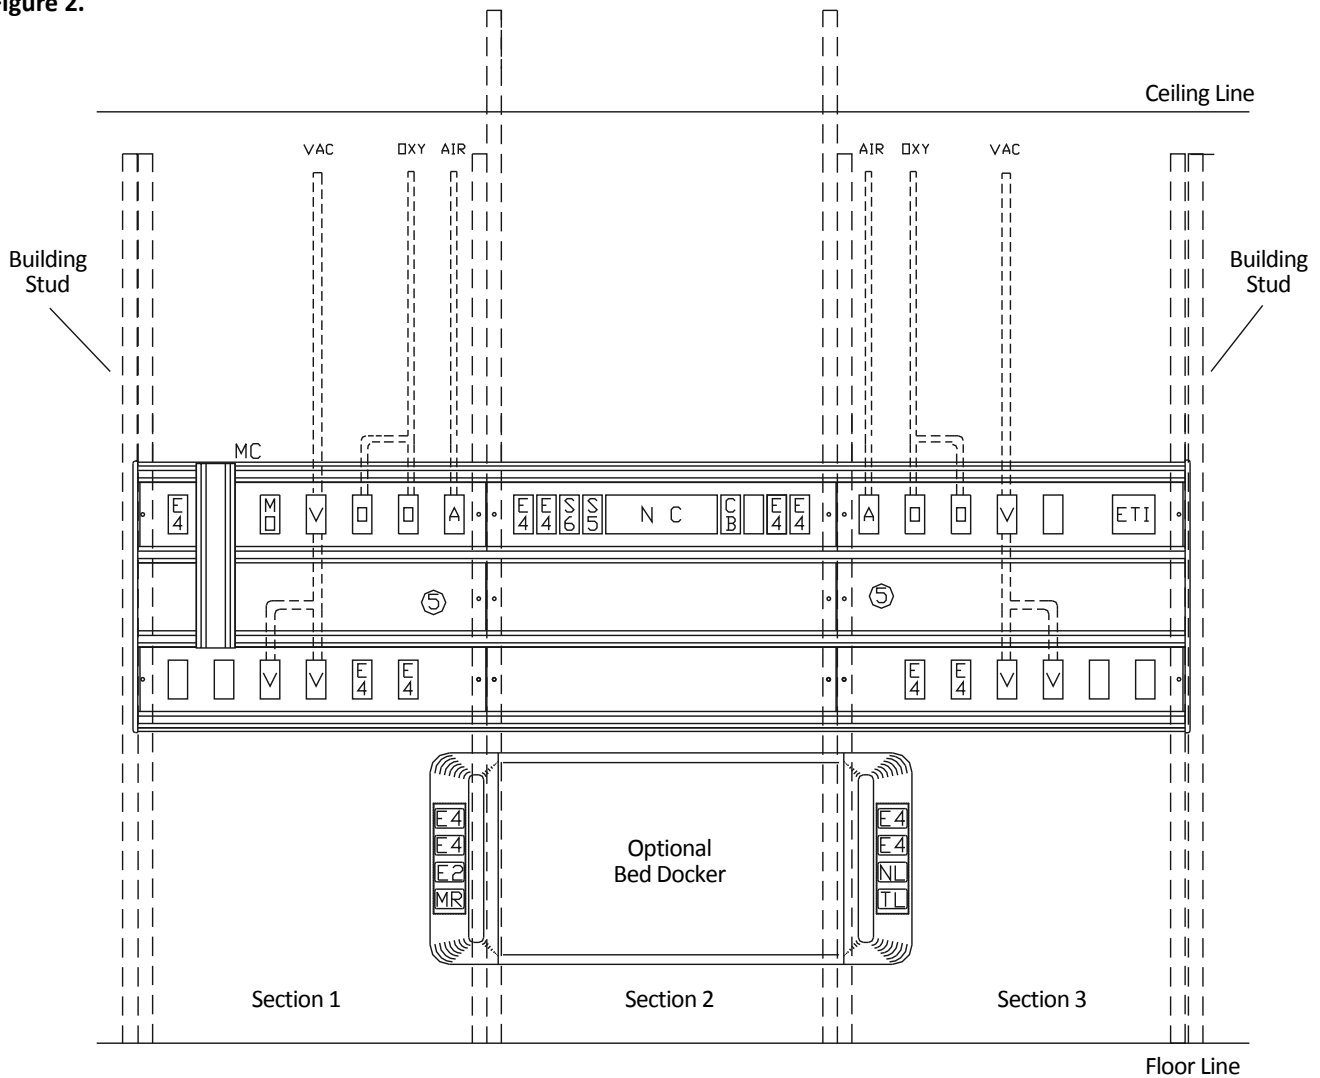 Figure 2.
Ceiling Line
VAC OXY AIR AIR OXY VAC
Building
Stud
Building
Stud
MC
E4 MO V O O A E4 E4 S6 S5 NC CB E4 E4 A O O V ETI
5 5
V V E4 E4 E4 E4 V V
E4 E4
E4 E4
E2 NL
MR TL
Optional
Bed Docker
Section 1 Section 2 Section 3
Floor Line